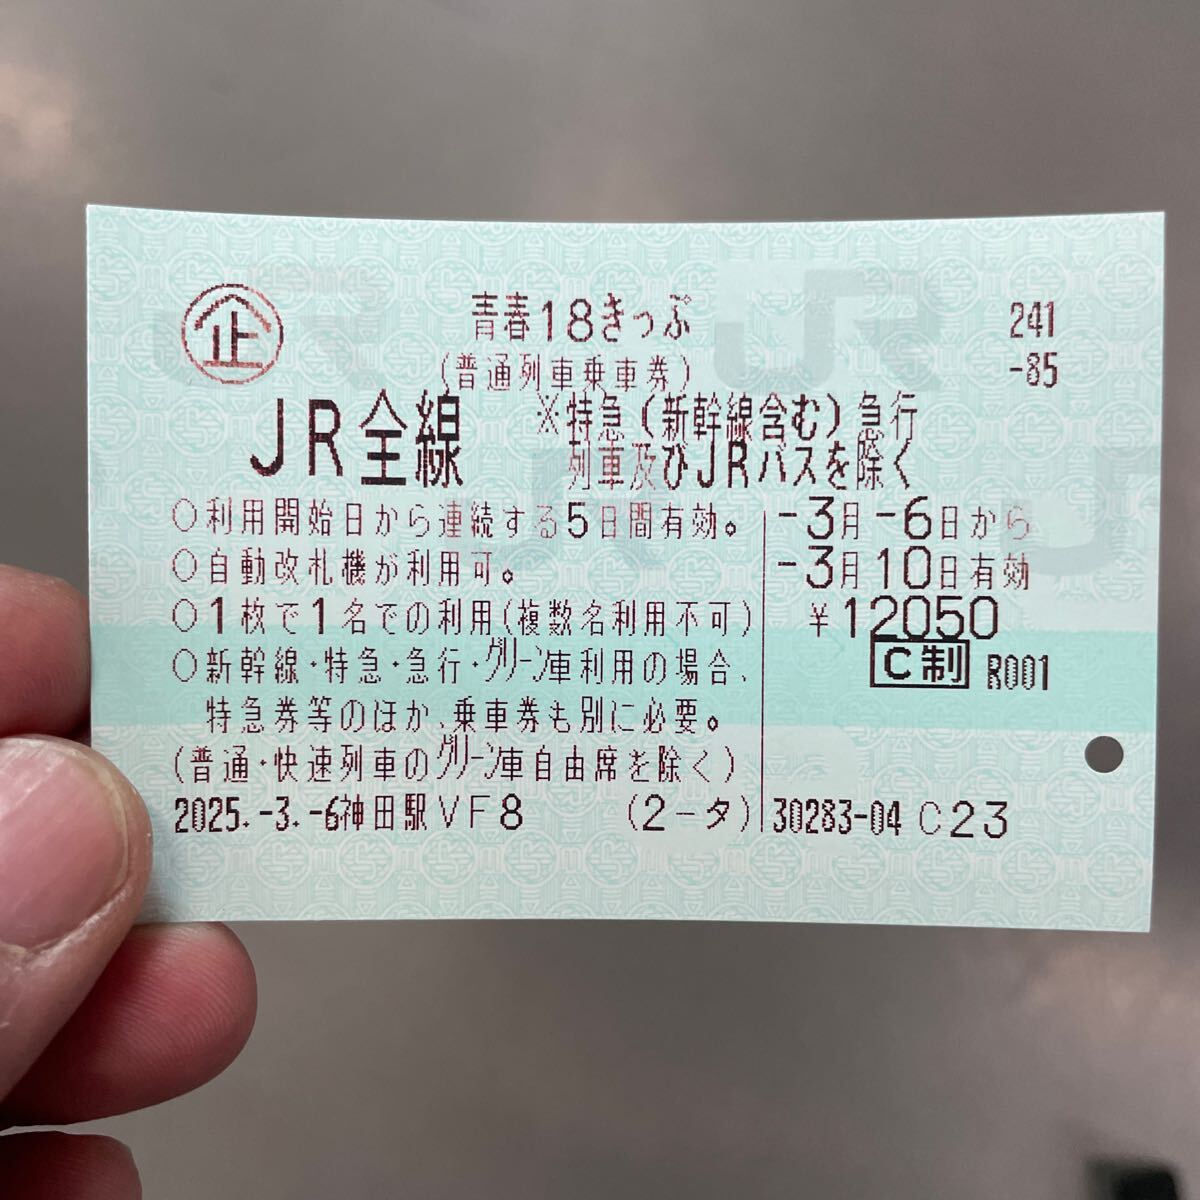 企 青春18きっぷ 241
(普通列車乗車券) -85
JR全線 ※特急(新幹線含む)急行
列車及びJRバスを除く
○利用開始日から連続する5日間有効。 -3月-6日から
○自動改札機が利用可。 -3月10日有効
○1枚で1名での利用(複数名利用不可) ¥12050
○新幹線・特急・急行・グリーン車利用の場合、 C制 R001
特急券等のほか、乗車券も別に必要。
(普通・快速列車のグリーン車自由席を除く)
2025.-3.-6神田駅VF8 (2-タ) 30283-04 C23